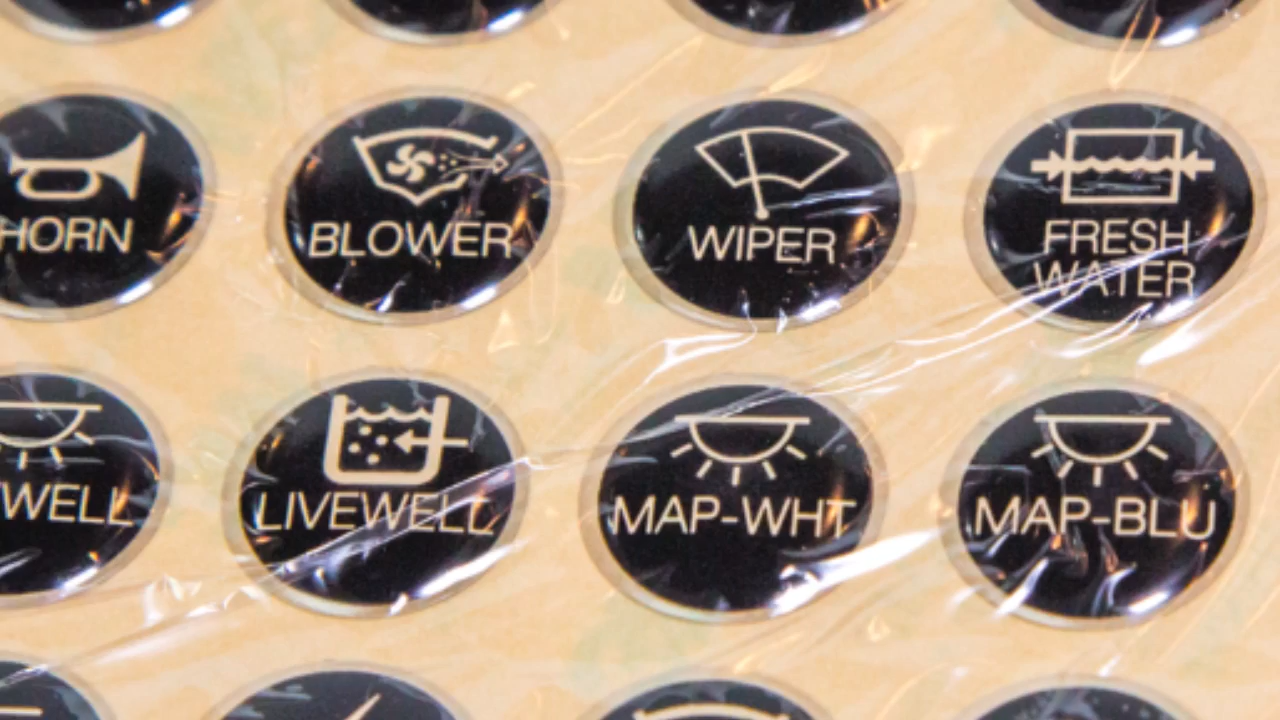 HORN
BLOWER
WIPER
FRESH
WATER
WELL
LIVEWELL
MAP-WHT
MAP-BLU